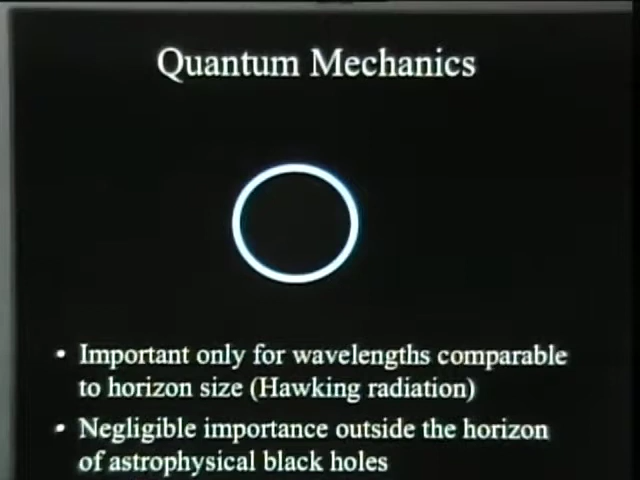 Quantum Mechanics
• Important only for wavelengths comparable
to horizon size (Hawking radiation)
• Negligible importance outside the horizon
of astrophysical black holes